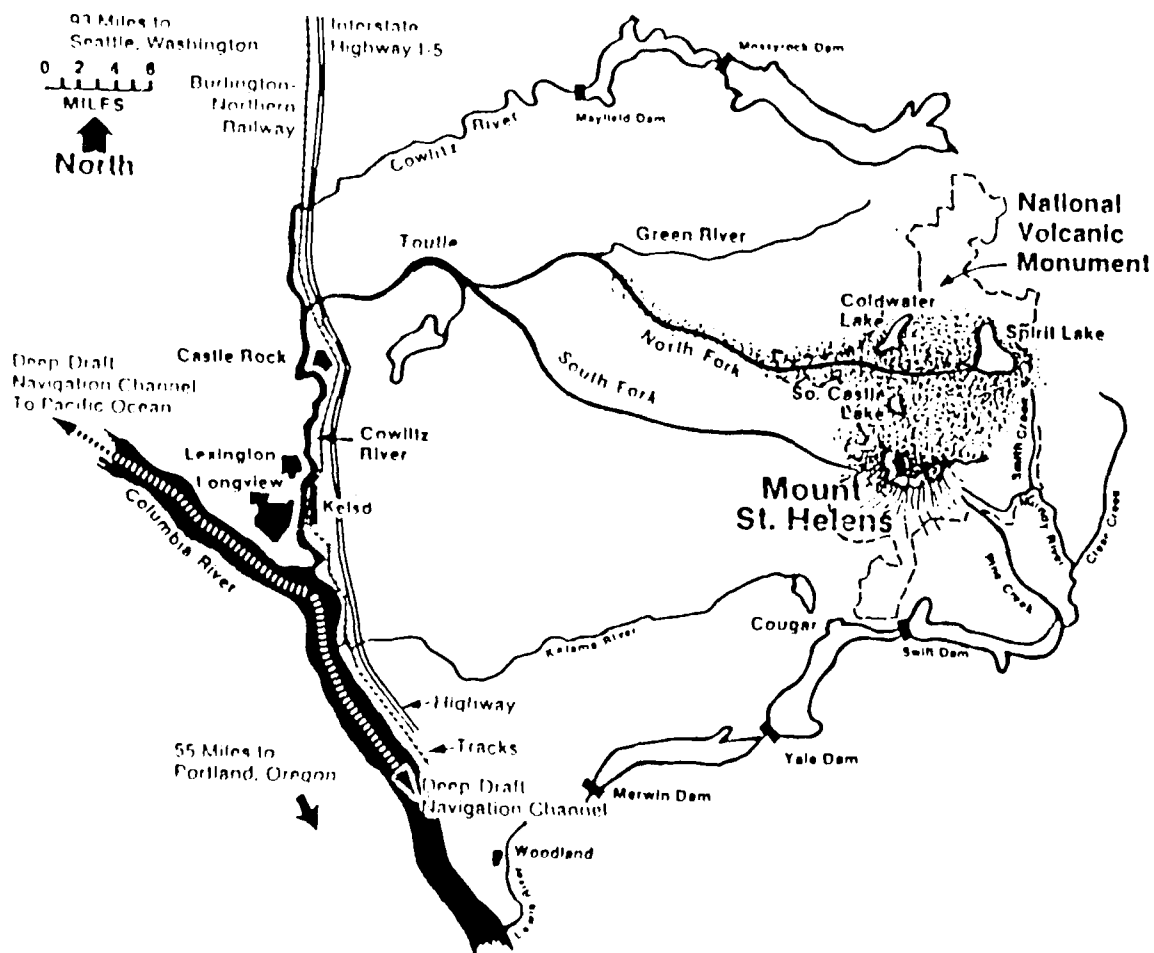 93 Miles to
Seattle, Washington
0 2 4 6 8
MILES
North
Interstate
Highway I-5
Burlington-
Northern
Railway
Mossyrock Dam
Mayfield Dam
Cowlitz River
National
Volcanic
Monument
Toutle
Green River
Coldwater
Lake
Spirit Lake
North Fork
South Fork
So. Castle
Lake
Castle Rock
Deep Draft
Navigation Channel
To Pacific Ocean
Cowlitz
River
Lexington
Longview
Kelso
Columbia River
Mount
St. Helens
Smith Creek
Muddy River
Clear Creek
Pine Creek
Cougar
Swift Dam
Kalama River
Highway
Tracks
55 Miles to
Portland, Oregon
Deep Draft
Navigation Channel
Yale Dam
Merwin Dam
Woodland
Lewis River